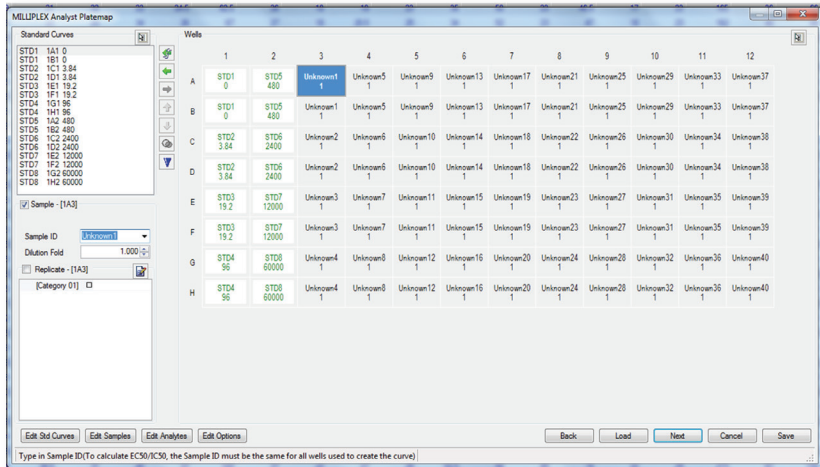 MILLIPLEX Analyst Platemap
Standard Curves
STD1 1A1 0
STD1 1B1 0
STD2 1C1 3.84
STD2 1D1 3.84
STD3 1E1 19.2
STD3 1F1 19.2
STD4 1G1 96
STD4 1H1 96
STD5 1A2 480
STD5 1B2 480
STD6 1C2 2400
STD6 1D2 2400
STD7 1E2 12000
STD7 1F2 12000
STD8 1G2 60000
STD8 1H2 60000
Sample - [1A3]
Sample ID Unknown1
Dilution Fold 1.000
Replicate - [1A3]
[Category 01]
Wells
1 2 3 4 5 6 7 8 9 10 11 12
A STD1 STD5 Unknown1 Unknown5 Unknown9 Unknown13 Unknown17 Unknown21 Unknown25 Unknown29 Unknown33 Unknown37
0 480 1 1 1 1 1 1 1 1 1 1
B STD1 STD5 Unknown1 Unknown5 Unknown9 Unknown13 Unknown17 Unknown21 Unknown25 Unknown29 Unknown33 Unknown37
0 480 1 1 1 1 1 1 1 1 1 1
C STD2 STD6 Unknown2 Unknown6 Unknown10 Unknown14 Unknown18 Unknown22 Unknown26 Unknown30 Unknown34 Unknown38
3.84 2400 1 1 1 1 1 1 1 1 1 1
D STD2 STD6 Unknown2 Unknown6 Unknown10 Unknown14 Unknown18 Unknown22 Unknown26 Unknown30 Unknown34 Unknown38
3.84 2400 1 1 1 1 1 1 1 1 1 1
E STD3 STD7 Unknown3 Unknown7 Unknown11 Unknown15 Unknown19 Unknown23 Unknown27 Unknown31 Unknown35 Unknown39
19.2 12000 1 1 1 1 1 1 1 1 1 1
F STD3 STD7 Unknown3 Unknown7 Unknown11 Unknown15 Unknown19 Unknown23 Unknown27 Unknown31 Unknown35 Unknown39
19.2 12000 1 1 1 1 1 1 1 1 1 1
G STD4 STD8 Unknown4 Unknown8 Unknown12 Unknown16 Unknown20 Unknown24 Unknown28 Unknown32 Unknown36 Unknown40
96 60000 1 1 1 1 1 1 1 1 1 1
H STD4 STD8 Unknown4 Unknown8 Unknown12 Unknown16 Unknown20 Unknown24 Unknown28 Unknown32 Unknown36 Unknown40
96 60000 1 1 1 1 1 1 1 1 1 1
Edit Std Curves Edit Samples Edit Analytes Edit Options Back Load Next Cancel Save
Type in Sample ID(To calculate EC50/IC50, the Sample ID must be the same for all wells used to create the curve)